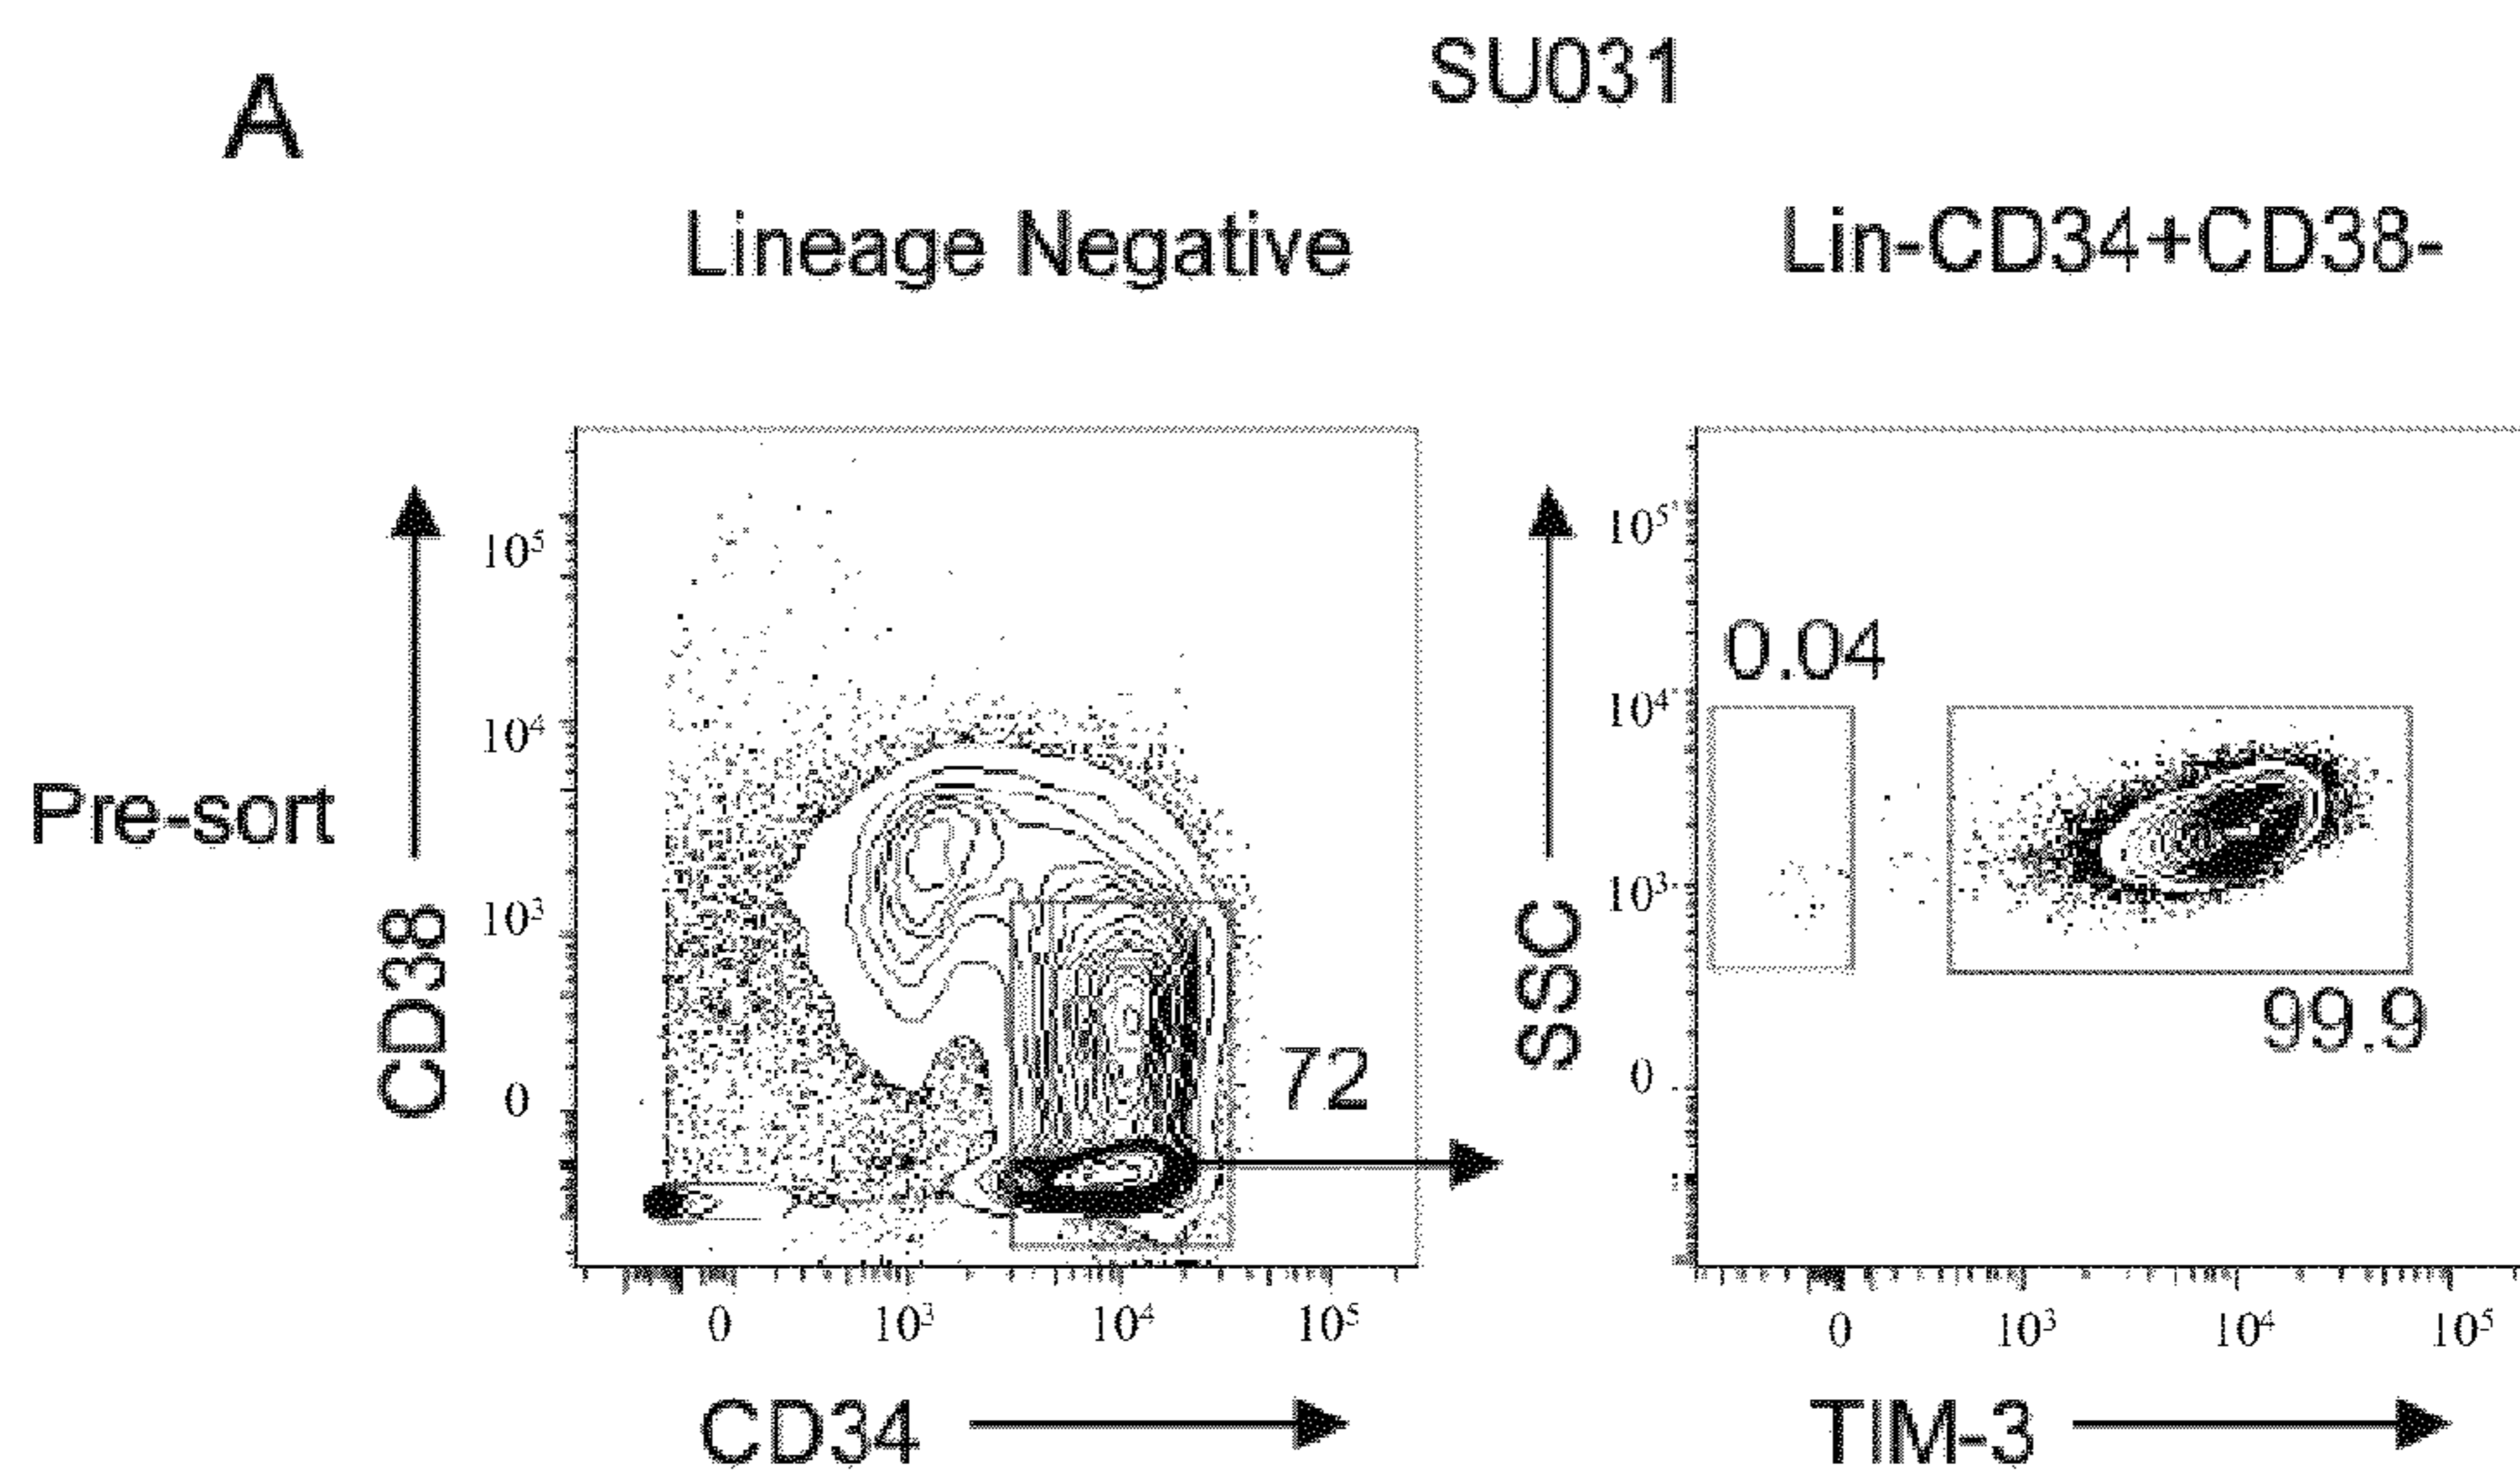 A
SU031
Lineage Negative
Lin-CD34+CD38-
Pre-sort
CD38
10⁵
10⁴
10³
0
72
0
10³
10⁴
10⁵
CD34
SSC
10⁵
10⁴
10³
0
0.04
99.9
0
10³
10⁴
10⁵
TIM-3